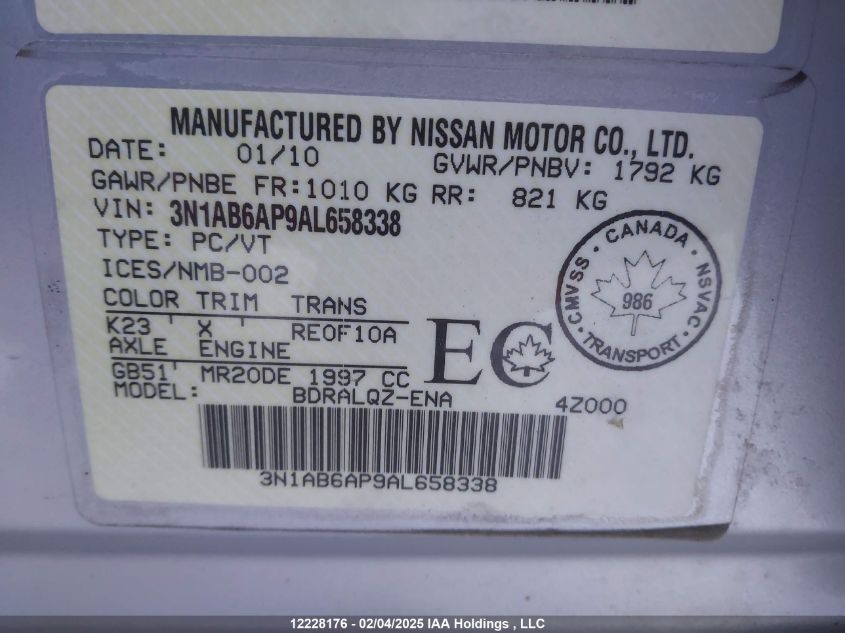 MANUFACTURED BY NISSAN MOTOR CO., LTD.
DATE: 01/10 GVWR/PNBV: 1792 KG
GAWR/PNBE FR:1010 KG RR: 821 KG
VIN: 3N1AB6AP9AL658338
TYPE: PC/VT
ICES/NMB-002
COLOR TRIM TRANS
K23 ' X ' RE0F10A
AXLE ENGINE
GB51' MR20DE 1997 CC
MODEL: BDRALQZ-ENA 4Z000
EC
CANADA
CMVSS · NSVAC
986
TRANSPORT
3N1AB6AP9AL658338
12228176 - 02/04/2025 IAA Holdings , LLC